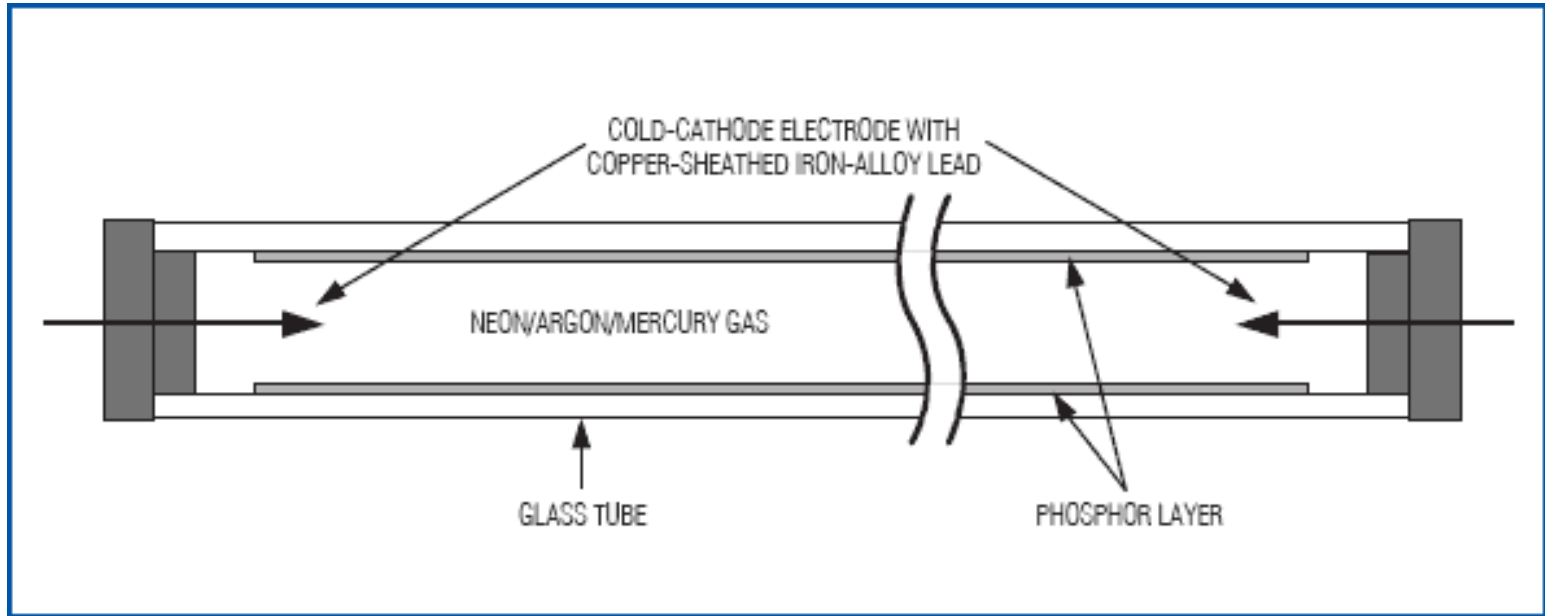 COLD-CATHODE ELECTRODE WITH
COPPER-SHEATHED IRON-ALLOY LEAD
NEON/ARGON/MERCURY GAS
GLASS TUBE
PHOSPHOR LAYER